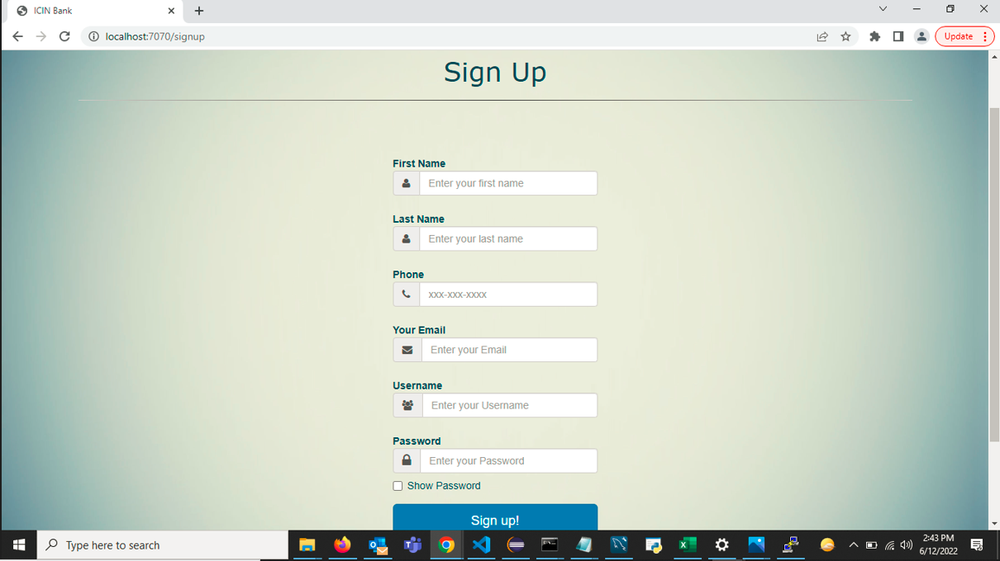 ICIN Bank
localhost:7070/signup
Update
Sign Up
First Name
Enter your first name
Last Name
Enter your last name
Phone
xxx-xxx-xxxx
Your Email
Enter your Email
Username
Enter your Username
Password
Enter your Password
Show Password
Sign up!
Type here to search
2:43 PM
6/12/2022